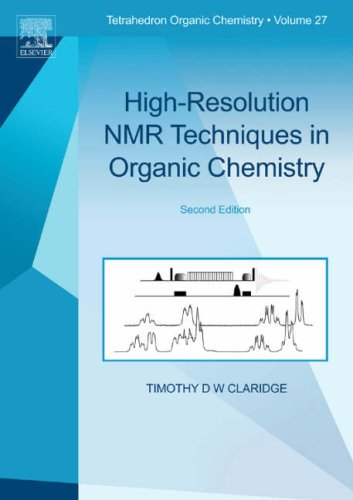 Tetrahedron Organic Chemistry • Volume 27
ELSEVIER
High-Resolution
NMR Techniques in
Organic Chemistry
Second Edition
TIMOTHY D W CLARIDGE